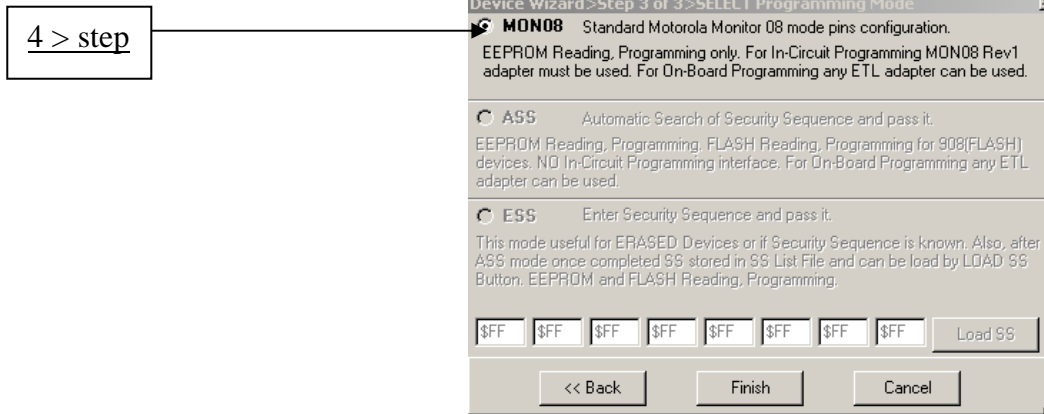 4 > step
Device Wizard>Step 3 of 3>SELECT Programming Mode
MON08 Standard Motorola Monitor 08 mode pins configuration.
EEPROM Reading, Programming only. For In-Circuit Programming MON08 Rev1
adapter must be used. For On-Board Programming any ETL adapter can be used.
ASS Automatic Search of Security Sequence and pass it.
EEPROM Reading, Programming. FLASH Reading, Programming for 908(FLASH)
devices. NO In-Circuit Programming interface. For On-Board Programming any ETL
adapter can be used.
ESS Enter Security Sequence and pass it.
This mode useful for ERASED Devices or if Security Sequence is known. Also, after
ASS mode once completed SS stored in SS List File and can be load by LOAD SS
Button. EEPROM and FLASH Reading, Programming.
$FF $FF $FF $FF $FF $FF $FF $FF Load SS
<< Back Finish Cancel